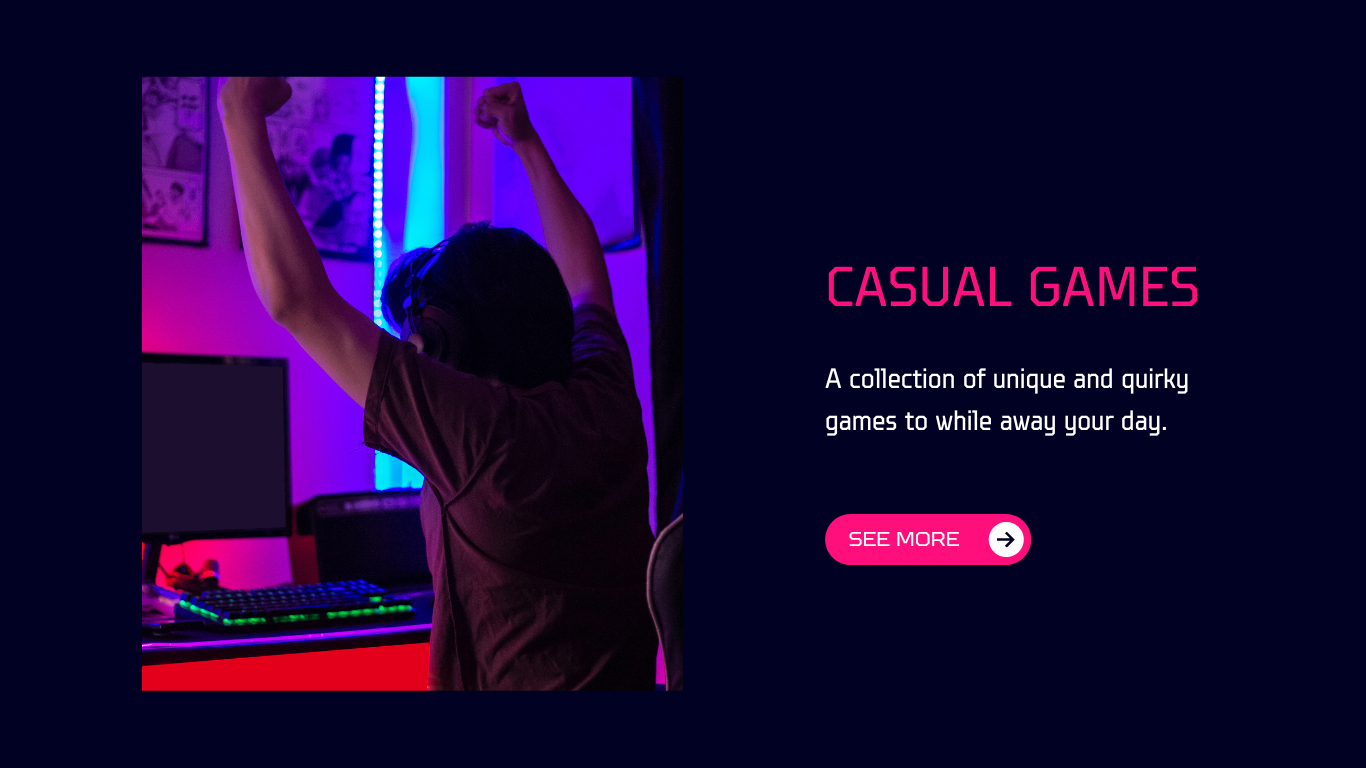 CASUAL GAMES
A collection of unique and quirky
games to while away your day.
SEE MORE